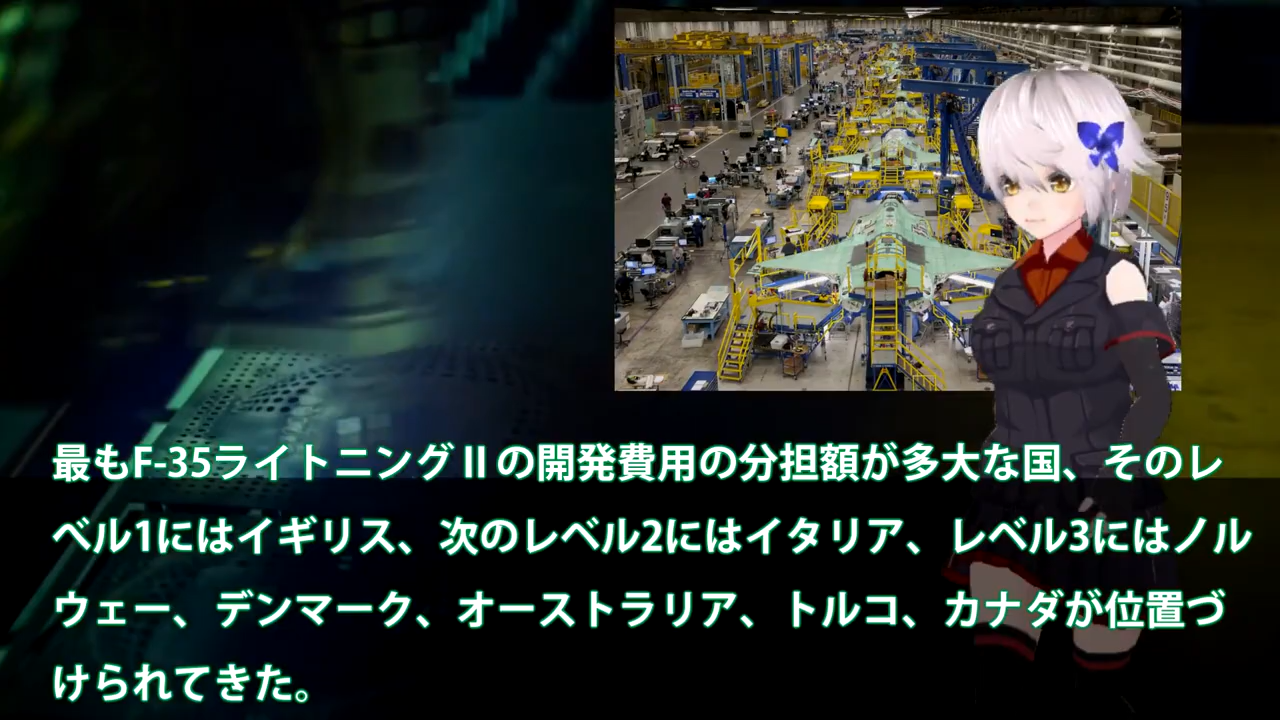 最もF-35ライトニングⅡの開発費用の分担額が多大な国、そのレ
ベル1にはイギリス、次のレベル2にはイタリア、レベル3にはノル
ウェー、デンマーク、オーストラリア、トルコ、カナダが位置づ
けられてきた。